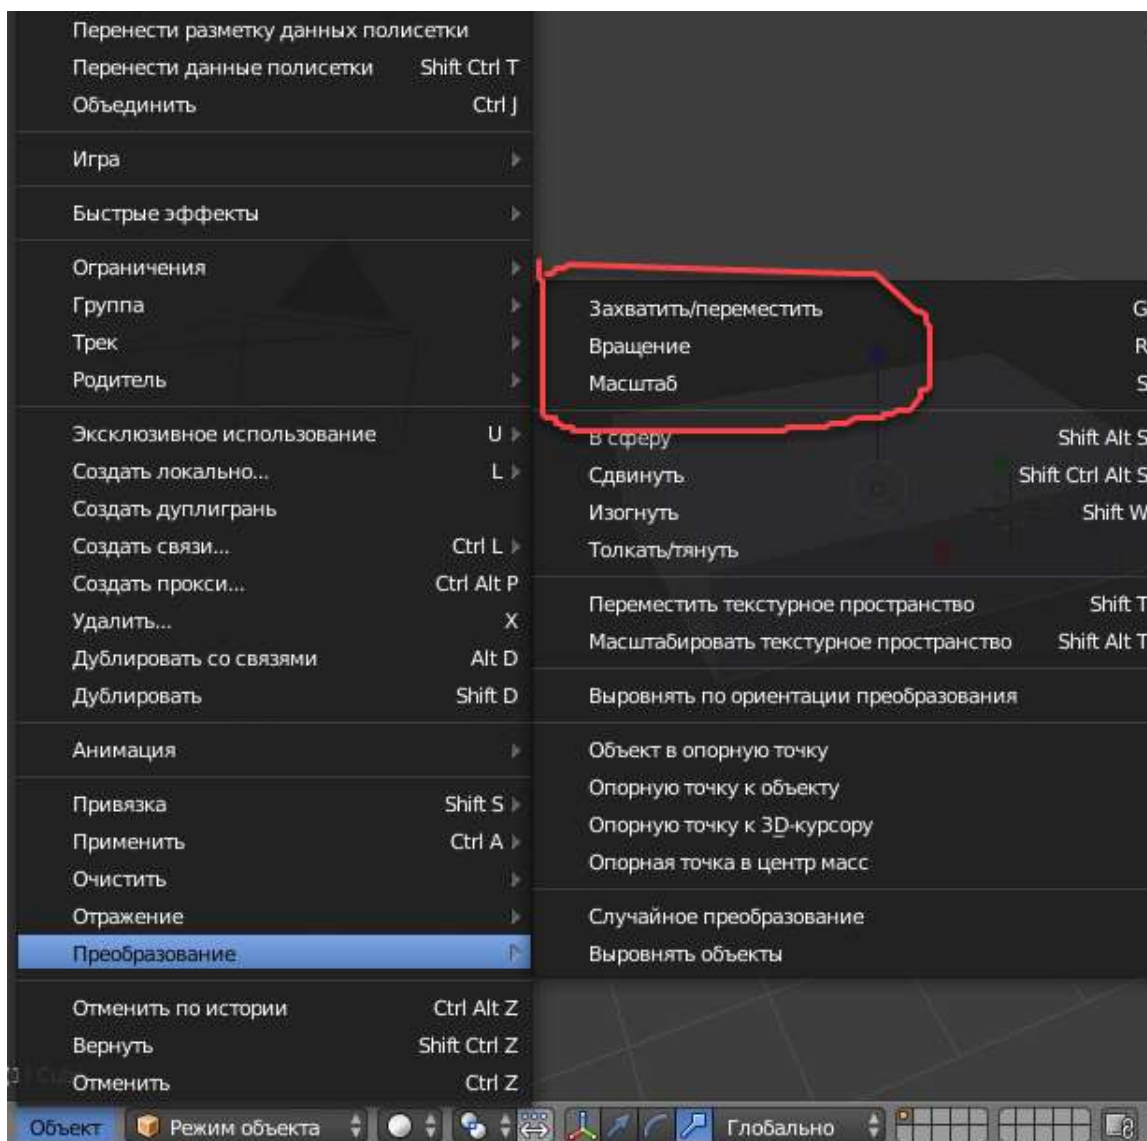 Перенести разметку данных полисетки
Перенести данные полисетки Shift Ctrl T
Объединить Ctrl J
Игра
Быстрые эффекты
Ограничения
Группа
Трек
Родитель
Эксклюзивное использование U
Создать локально... L
Создать дуплигрань
Создать связи... Ctrl L
Создать прокси... Ctrl Alt P
Удалить... X
Дублировать со связями Alt D
Дублировать Shift D
Анимация
Привязка Shift S
Применить Ctrl A
Очистить
Отражение
Преобразование
Отменить по истории Ctrl Alt Z
Вернуть Shift Ctrl Z
Отменить Ctrl Z
Захватить/переместить G
Вращение R
Масштаб S
В сферу Shift Alt S
Сдвинуть Shift Ctrl Alt S
Изогнуть Shift W
Толкать/тянуть
Переместить текстурное пространство Shift T
Масштабировать текстурное пространство Shift Alt T
Выровнять по ориентации преобразования
Объект в опорную точку
Опорную точку к объекту
Опорную точку к 3D-курсору
Опорная точка в центр масс
Случайное преобразование
Выровнять объекты
Объект Режим объекта Глобально